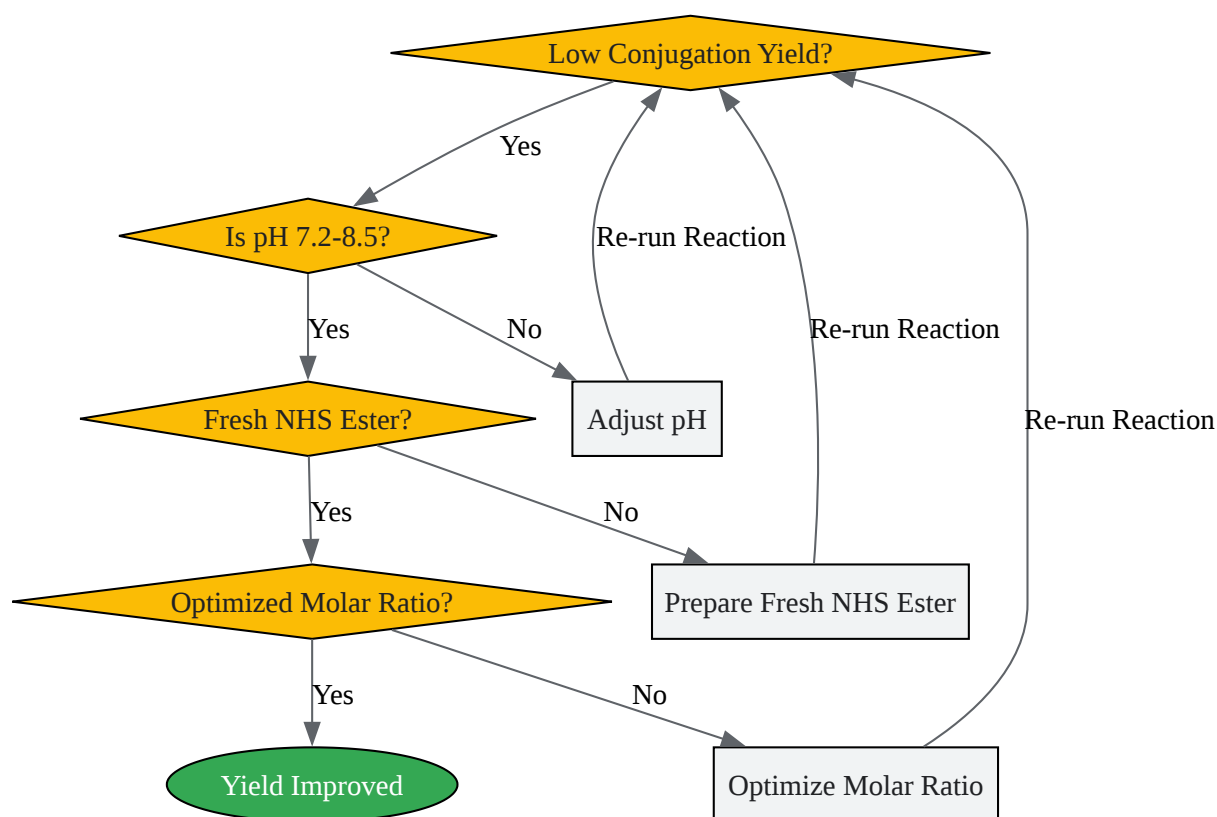 Low Conjugation Yield?
Yes
Is pH 7.2-8.5?
Re-run Reaction
Yes
No
Re-run Reaction
Fresh NHS Ester?
Adjust pH
Re-run Reaction
Yes
No
Optimized Molar Ratio?
Prepare Fresh NHS Ester
Yes
No
Yield Improved
Optimize Molar Ratio